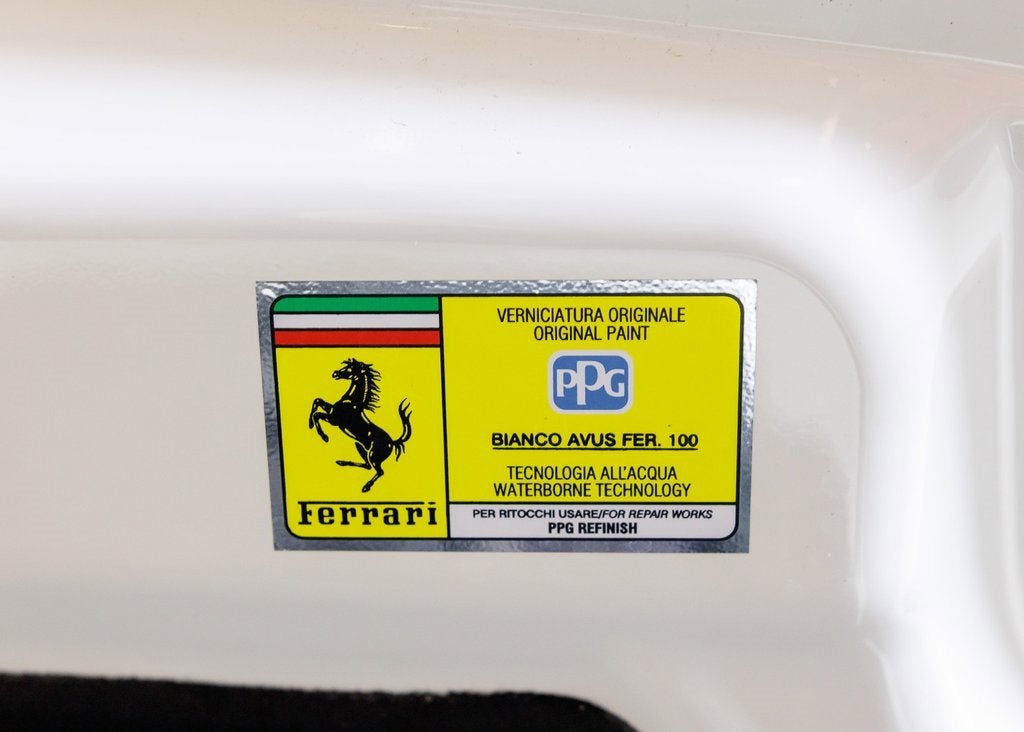 Ferrari
VERNICIATURA ORIGINALE
ORIGINAL PAINT
PPG
BIANCO AVUS FER. 100
TECNOLOGIA ALL'ACQUA
WATERBORNE TECHNOLOGY
PER RITOCCHI USARE/FOR REPAIR WORKS
PPG REFINISH